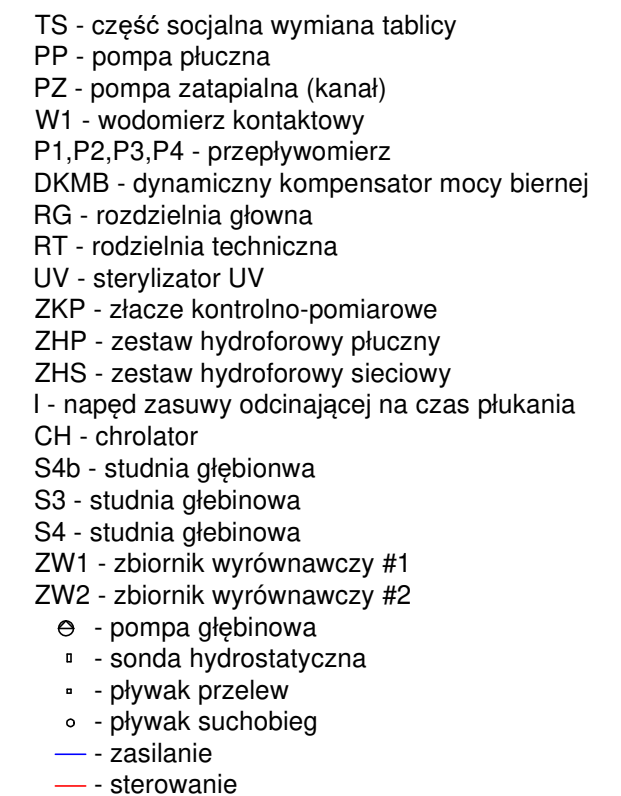 TS - część socjalna wymiana tablicy
PP - pompa płuczna
PZ - pompa zatapialna (kanał)
W1 - wodomierz kontaktowy
P1,P2,P3,P4 - przepływomierz
DKMB - dynamiczny kompensator mocy biernej
RG - rozdzielnia głowna
RT - rodzielnia techniczna
UV - sterylizator UV
ZKP - złacze kontrolno-pomiarowe
ZHP - zestaw hydroforowy płuczny
ZHS - zestaw hydroforowy sieciowy
I - napęd zasuwy odcinającej na czas płukania
CH - chrolator
S4b - studnia głębionwa
S3 - studnia głebinowa
S4 - studnia głebinowa
ZW1 - zbiornik wyrównawczy #1
ZW2 - zbiornik wyrównawczy #2
- pompa głębinowa
- sonda hydrostatyczna
- pływak przelew
- pływak suchobieg
- zasilanie
- sterowanie